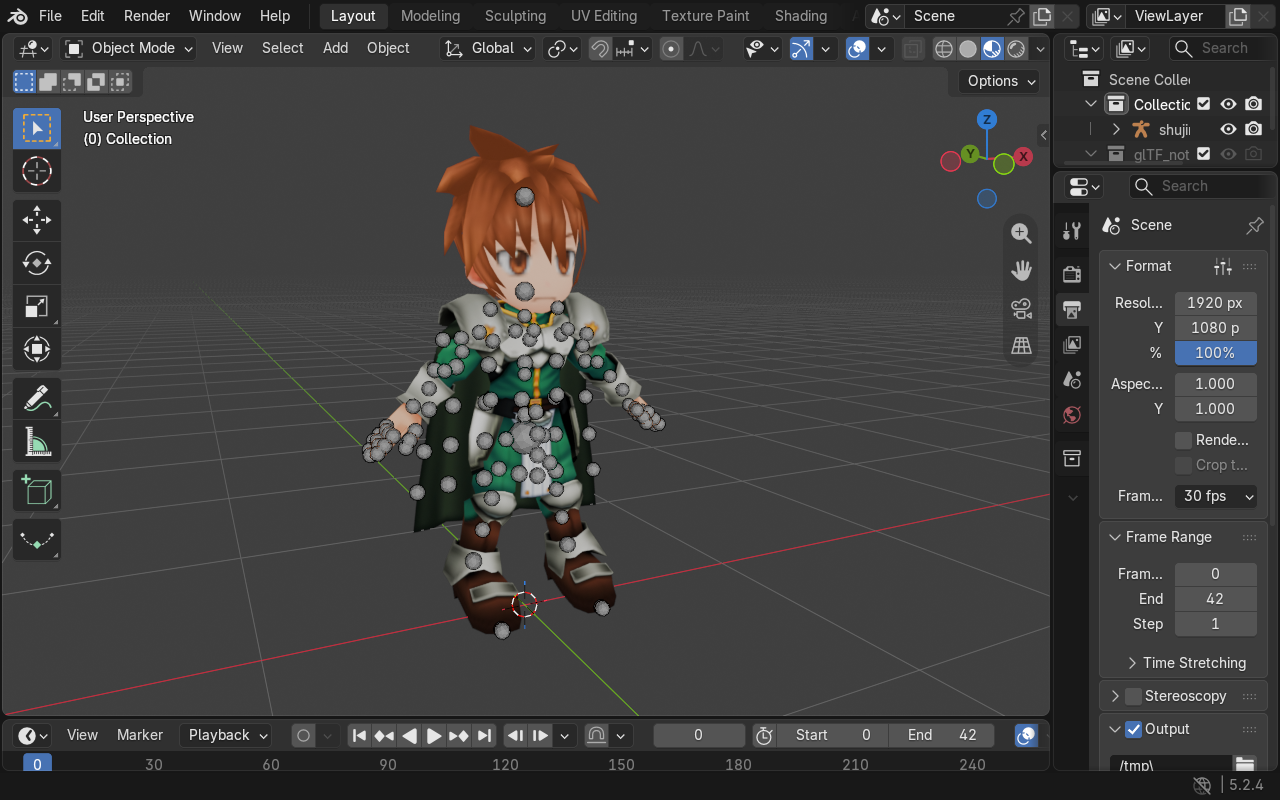 File Edit Render Window Help Layout Modeling Sculpting UV Editing Texture Paint Shading Scene ViewLayer
Object Mode View Select Add Object Global Search
Options
User Perspective
(0) Collection
Z
Y
X
Scene Collec
Collectic
shujii
glTF_not
Search
Scene
Format
Resol... 1920 px
Y 1080 p
% 100%
Aspec... 1.000
Y 1.000
Rende...
Crop t...
Fram... 30 fps
Frame Range
Fram... 0
End 42
Step 1
Time Stretching
Stereoscopy
Output
/tmp\
View Marker Playback 0 Start 0 End 42
0 30 60 90 120 150 180 210 240
5.2.4